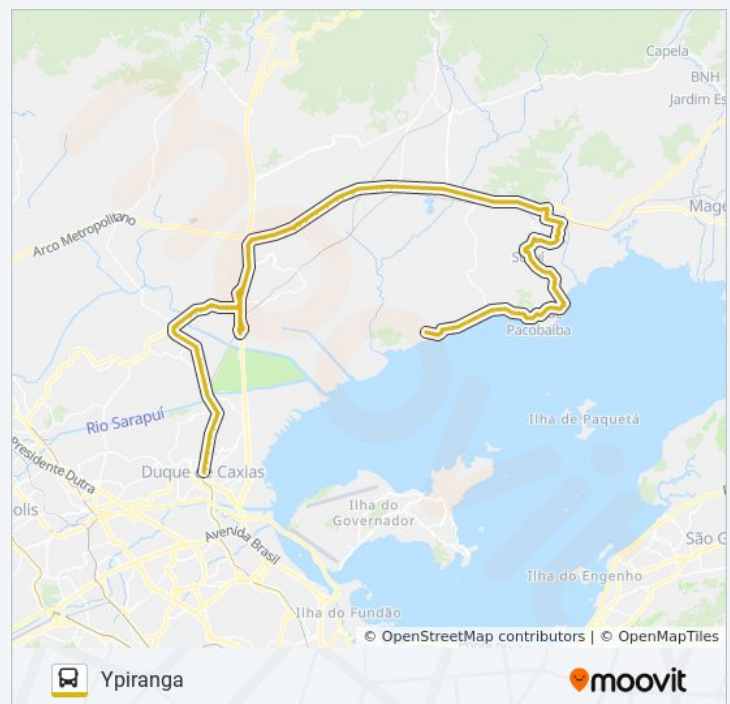 Capela
BNH
Jardim Es
Arco Metropolitano
Mage
Pacobaíba
Rio Sarapuí
Ilha de Paquetá
Duque de Caxias
Presidente Dutra
olis
Ilha do
Governador
Avenida Brasil
São G
Ilha do Engenho
Ilha do Fundão
© OpenStreetMap contributors | © OpenMapTiles
Ypiranga
moovit